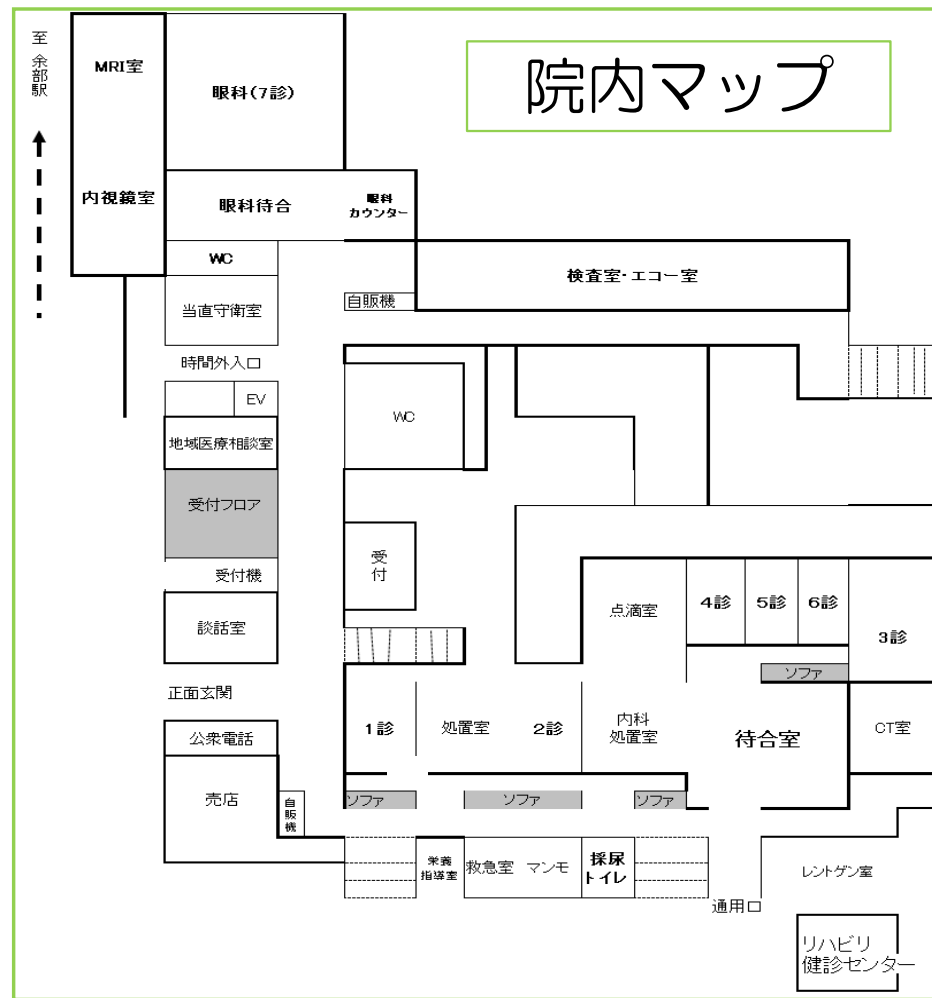 院内マップ
至 余部駅
MRI室
眼科(7診)
内視鏡室
眼科待合
眼科
カウンター
WC
検査室・エコー室
当直守衛室
自販機
時間外入口
EV
WC
地域医療相談室
受付フロア
受付
受付機
談話室
点滴室
4診
5診
6診
3診
ソファ
正面玄関
1診
処置室
2診
内科
処置室
待合室
CT室
公衆電話
売店
自販機
ソファ
ソファ
ソファ
栄養
指導室
救急室
マンモ
採尿
トイレ
レントゲン室
通用口
リハビリ
健診センター